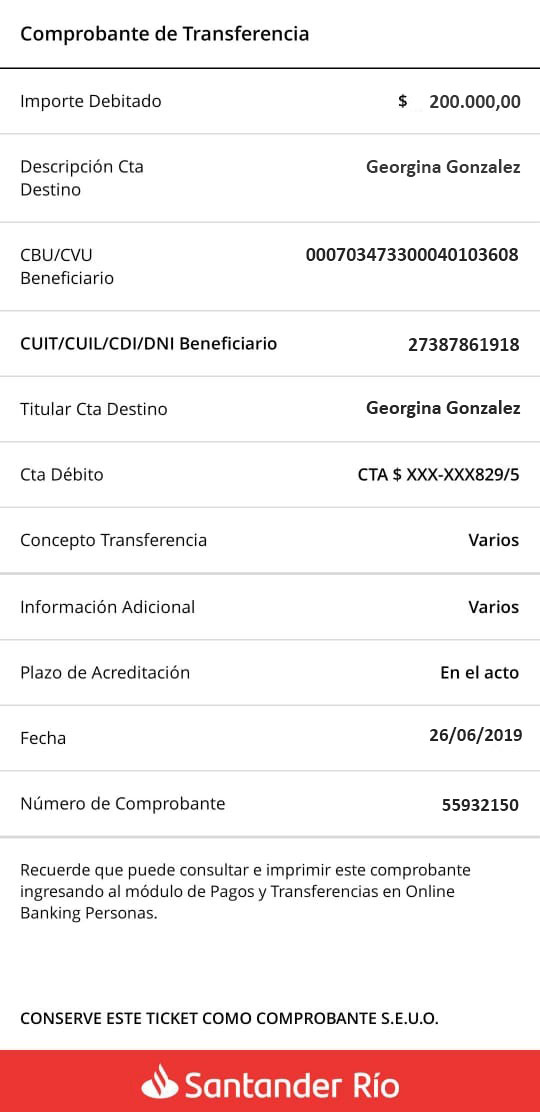 Comprobante de Transferencia
Importe Debitado $ 200.000,00
Descripción Cta Destino Georgina Gonzalez
CBU/CVU Beneficiario 000703473300040103608
CUIT/CUIL/CDI/DNI Beneficiario 27387861918
Titular Cta Destino Georgina Gonzalez
Cta Débito CTA $ XXX-XXX829/5
Concepto Transferencia Varios
Información Adicional Varios
Plazo de Acreditación En el acto
Fecha 26/06/2019
Número de Comprobante 55932150
Recuerde que puede consultar e imprimir este comprobante
ingresando al módulo de Pagos y Transferencias en Online
Banking Personas.
CONSERVE ESTE TICKET COMO COMPROBANTE S.E.U.O.
Santander Río